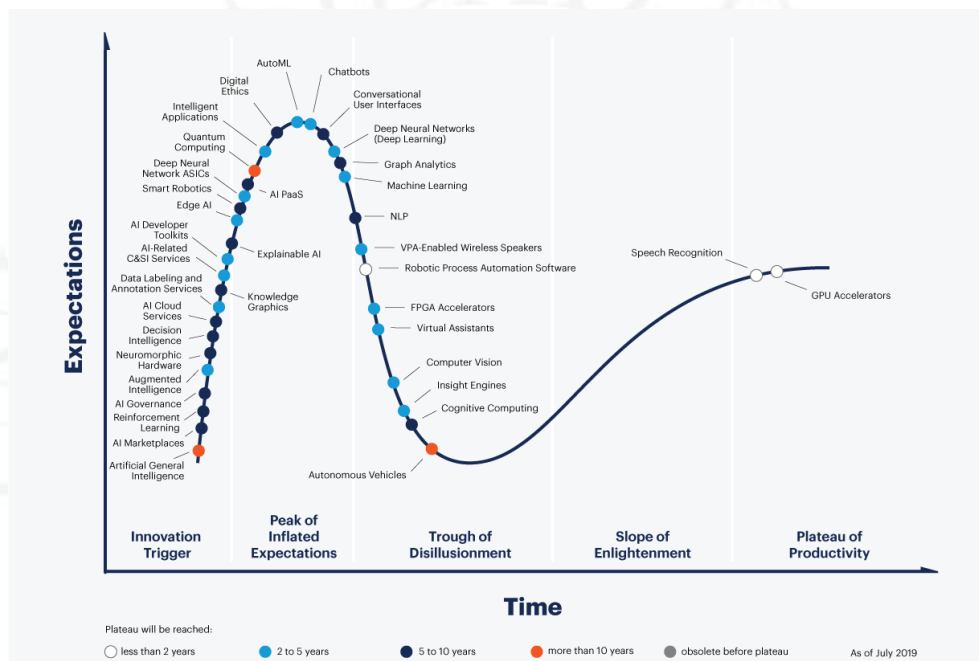 AutoML
Chatbots
Digital
Ethics
Conversational
User Interfaces
Intelligent
Applications
Deep Neural Networks
(Deep Learning)
Quantum
Computing
Graph Analytics
Deep Neural
Network ASICs
Machine Learning
Smart Robotics
AI PaaS
Edge AI
NLP
AI Developer
Toolkits
Explainable AI
VPA-Enabled Wireless Speakers
AI-Related
C&SI Services
Robotic Process Automation Software
Speech Recognition
GPU Accelerators
Data Labeling and
Annotation Services
Knowledge
Graphics
AI Cloud
Services
FPGA Accelerators
Decision
Intelligence
Virtual Assistants
Neuromorphic
Hardware
Computer Vision
Augmented
Intelligence
Insight Engines
AI Governance
Cognitive Computing
Reinforcement
Learning
AI Marketplaces
Artificial General
Intelligence
Autonomous Vehicles
Expectations
Innovation
Trigger
Peak of
Inflated
Expectations
Trough of
Disillusionment
Slope of
Enlightenment
Plateau of
Productivity
Time
Plateau will be reached:
less than 2 years
2 to 5 years
5 to 10 years
more than 10 years
obsolete before plateau
As of July 2019